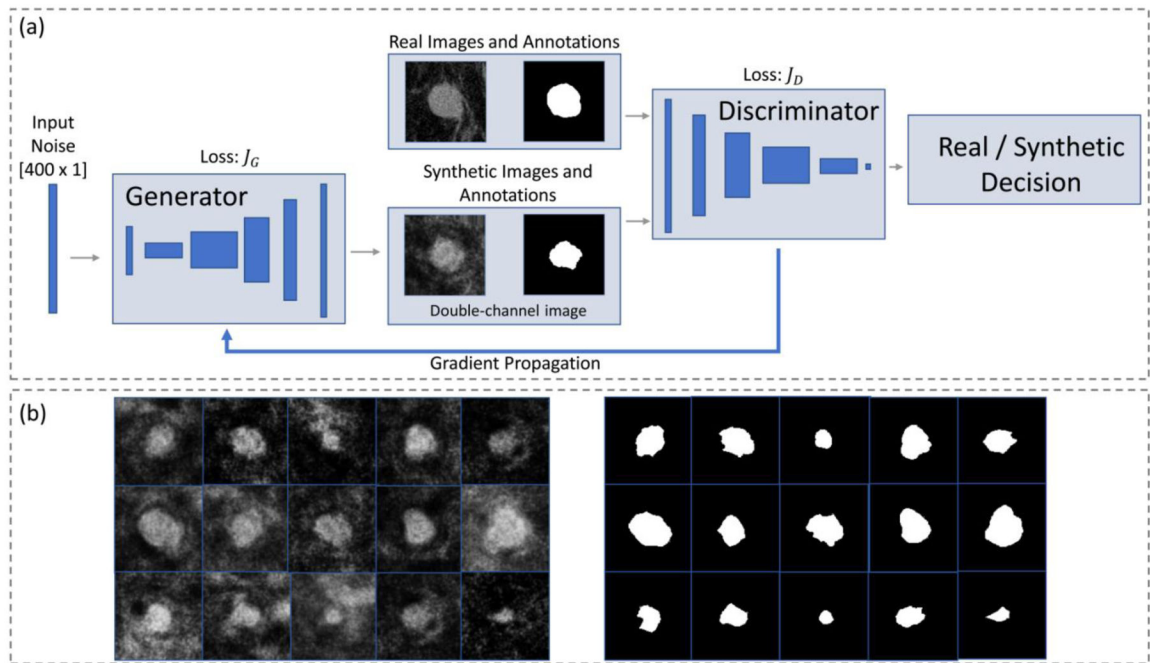 (a)
Input
Noise
[400 x 1]
Loss: J_G
Generator
Real Images and Annotations
Synthetic Images and
Annotations
Double-channel image
Loss: J_D
Discriminator
Real / Synthetic
Decision
Gradient Propagation
(b)